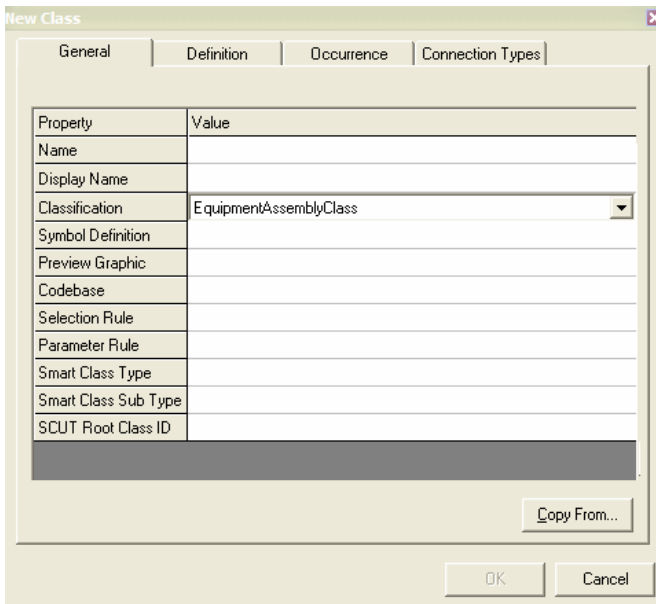 New Class
General Definition Occurrence Connection Types
Property Value
Name
Display Name
Classification EquipmentAssemblyClass
Symbol Definition
Preview Graphic
Codebase
Selection Rule
Parameter Rule
Smart Class Type
Smart Class Sub Type
SCUT Root Class ID
Copy From...
OK Cancel